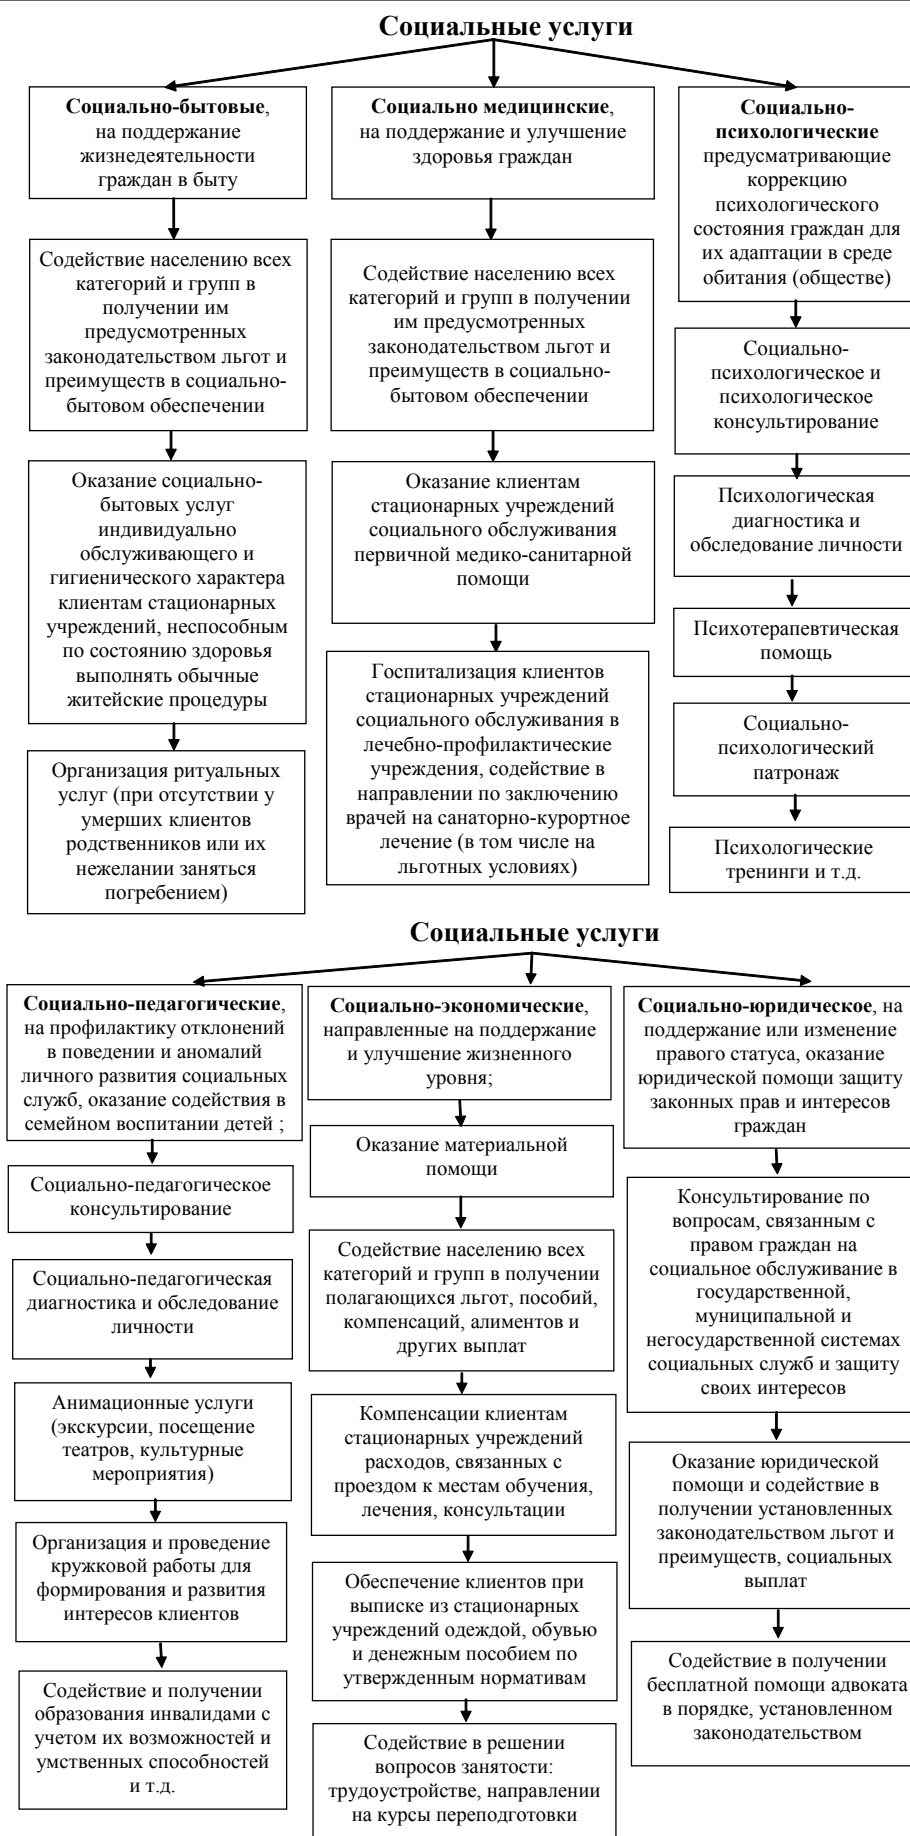 Социальные услуги
Социально-бытовые,
на поддержание
жизнедеятельности
граждан в быту
Содействие населению всех
категорий и групп в
получении им
предусмотренных
законодательством льгот и
преимуществ в социально-
бытовом обеспечении
Оказание социально-
бытовых услуг
индивидуально
обслуживающего и
гигиенического характера
клиентам стационарных
учреждений, неспособным
по состоянию здоровья
выполнять обычные
житейские процедуры
Организация ритуальных
услуг (при отсутствии у
умерших клиентов
родственников или их
нежелании заняться
погребением)
Социально медицинские,
на поддержание и улучшение
здоровья граждан
Содействие населению всех
категорий и групп в получении
им предусмотренных
законодательством льгот и
преимуществ в социально-
бытовом обеспечении
Оказание клиентам
стационарных учреждений
социального обслуживания
первичной медико-санитарной
помощи
Госпитализация клиентов
стационарных учреждений
социального обслуживания в
лечебно-профилактические
учреждения, содействие в
направлении по заключению
врачей на санаторно-курортное
лечение (в том числе на
льготных условиях)
Социально-
психологические
предусматривающие
коррекцию
психологического
состояния граждан для
их адаптации в среде
обитания (обществе)
Социально-
психологическое и
психологическое
консультирование
Психологическая
диагностика и
обследование личности
Психотерапевтическая
помощь
Социально-
психологический
патронаж
Психологические
тренинги и т.д.
Социальные услуги
Социально-педагогические,
на профилактику отклонений
в поведении и аномалий
личного развития социальных
служб, оказание содействия в
семейном воспитании детей ;
Социально-педагогическое
консультирование
Социально-педагогическая
диагностика и обследование
личности
Анимационные услуги
(экскурсии, посещение
театров, культурные
мероприятия)
Организация и проведение
кружковой работы для
формирования и развития
интересов клиентов
Содействие и получении
образования инвалидами с
учетом их возможностей и
умственных способностей
и т.д.
Социально-экономические,
направленные на поддержание
и улучшение жизненного
уровня;
Оказание материальной
помощи
Содействие населению всех
категорий и групп в получении
полагающихся льгот, пособий,
компенсаций, алиментов и
других выплат
Компенсации клиентам
стационарных учреждений
расходов, связанных с
проездом к местам обучения,
лечения, консультации
Обеспечение клиентов при
выписке из стационарных
учреждений одеждой, обувью
и денежным пособием по
утвержденным нормативам
Содействие в решении
вопросов занятости:
трудоустройстве, направлении
на курсы переподготовки
Социально-юридическое, на
поддержание или изменение
правого статуса, оказание
юридической помощи защиту
законных прав и интересов
граждан
Консультирование по
вопросам, связанным с
правом граждан на
социальное обслуживание в
государственной,
муниципальной и
негосударственной системах
социальных служб и защиту
своих интересов
Оказание юридической
помощи и содействие в
получении установленных
законодательством льгот и
преимуществ, социальных
выплат
Содействие в получении
бесплатной помощи адвоката
в порядке, установленном
законодательством